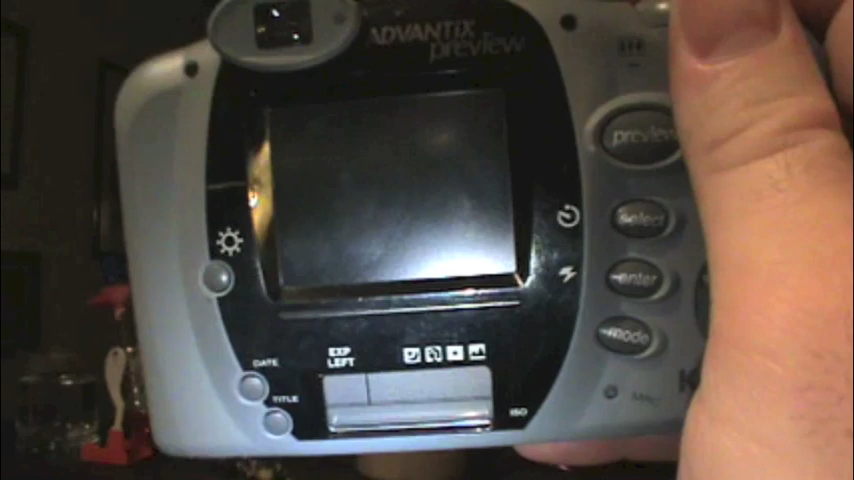 ADVANTIX
preview
preview
select
enter
mode
DATE
TITLE
EXP
LEFT
ISO
K